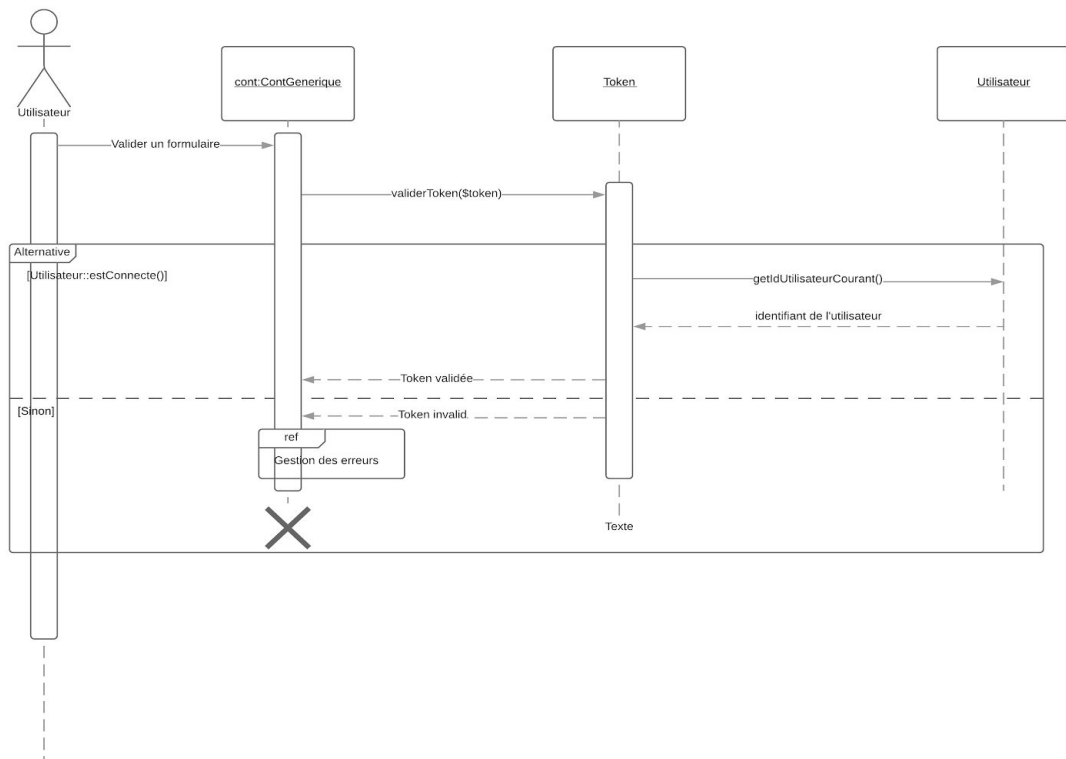 cont:ContGenerique
Token
Utilisateur
Utilisateur
Valider un formulaire
validerToken($token)
Alternative
[Utilisateur::estConnecte()]
getIdUtilisateurCourant()
identifiant de l'utilisateur
Token validée
[Sinon]
Token invalid
ref
Gestion des erreurs
Texte